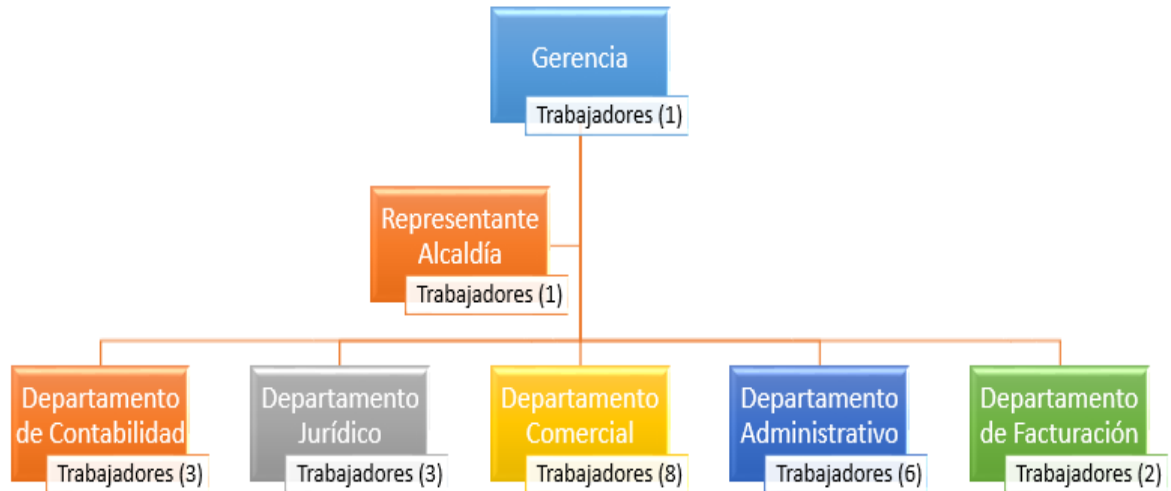 Gerencia
Trabajadores (1)
Representante
Alcaldía
Trabajadores (1)
Departamento
de Contabilidad
Trabajadores (3)
Departamento
Jurídico
Trabajadores (3)
Departamento
Comercial
Trabajadores (8)
Departamento
Administrativo
Trabajadores (6)
Departamento
de Facturación
Trabajadores (2)